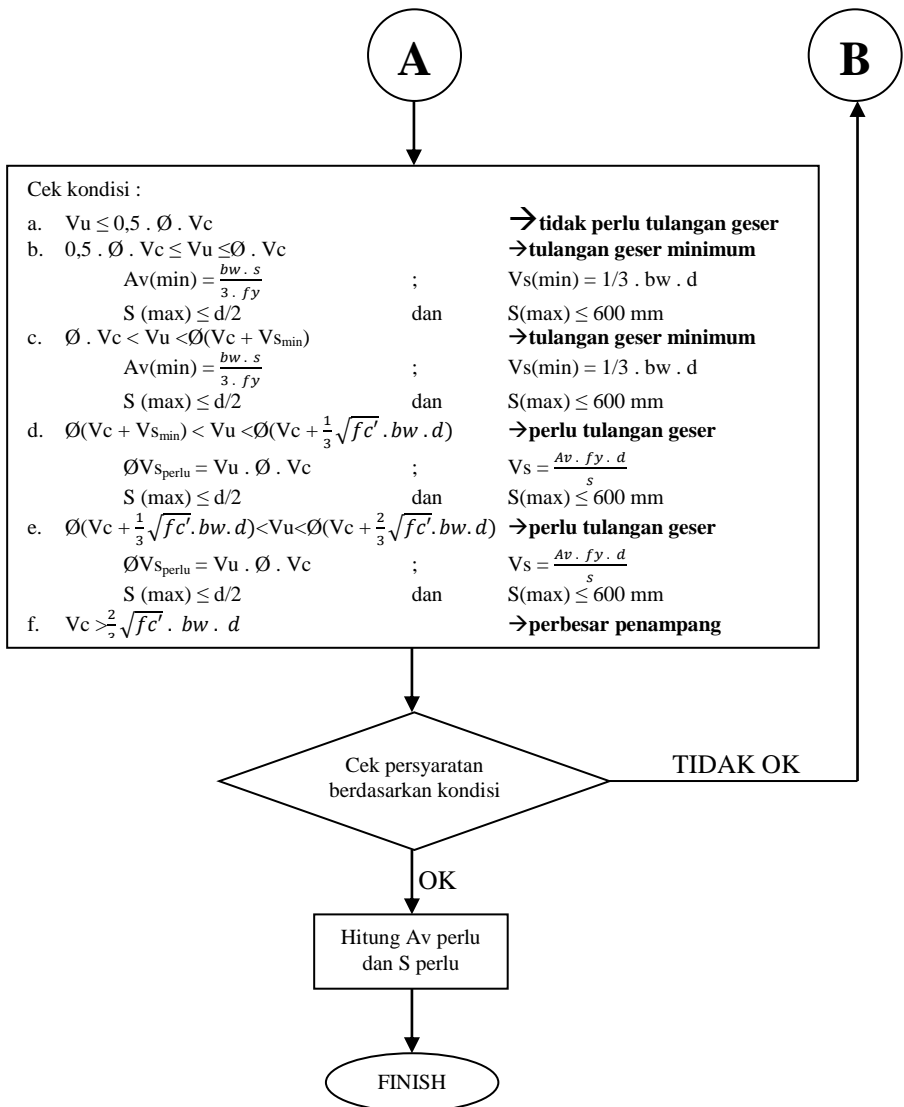 A
B
Cek kondisi :
a. Vu ≤ 0,5 . Ø . Vc →tidak perlu tulangan geser
b. 0,5 . Ø . Vc ≤ Vu ≤Ø . Vc →tulangan geser minimum
Av(min) = bw . s / 3 . fy ; Vs(min) = 1/3 . bw . d
S (max) ≤ d/2 dan S(max) ≤ 600 mm
c. Ø . Vc < Vu <Ø(Vc + Vsmin) →tulangan geser minimum
Av(min) = bw . s / 3 . fy ; Vs(min) = 1/3 . bw . d
S (max) ≤ d/2 dan S(max) ≤ 600 mm
d. Ø(Vc + Vsmin) < Vu <Ø(Vc + 1/3 √fc′ . bw . d) →perlu tulangan geser
ØVsperlu = Vu . Ø . Vc ; Vs = Av . fy . d / s
S (max) ≤ d/2 dan S(max) ≤ 600 mm
e. Ø(Vc + 1/3 √fc′. bw. d)<Vu<Ø(Vc + 2/3 √fc′. bw. d) →perlu tulangan geser
ØVsperlu = Vu . Ø . Vc ; Vs = Av . fy . d / s
S (max) ≤ d/2 dan S(max) ≤ 600 mm
f. Vc > 2/3 √fc′ . bw . d →perbesar penampang
Cek persyaratan
berdasarkan kondisi
TIDAK OK
OK
Hitung Av perlu
dan S perlu
FINISH